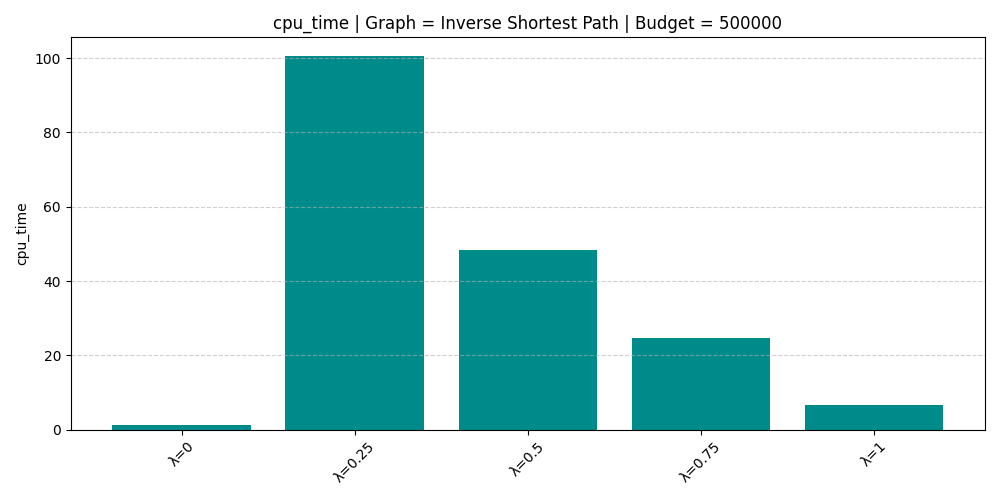 cpu_time | Graph = Inverse Shortest Path | Budget = 500000
100
80
60
40
20
0
cpu_time
λ=0
λ=0.25
λ=0.5
λ=0.75
λ=1